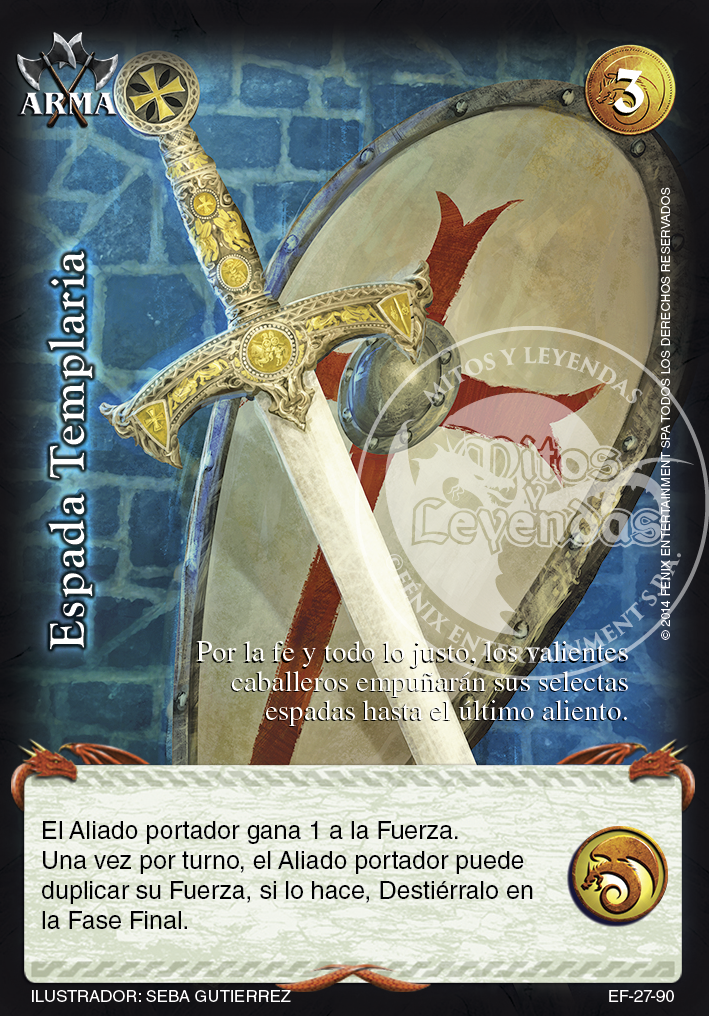 ARMA
3
Espada Templaria
© 2014 FENIX ENTERTAINMENT SPA TODOS LOS DERECHOS RESERVADOS
MITOS Y LEYENDAS
Mitos
y
Leyendas
©FÉNIX ENTERTAINMENT S.P.A.
Por la fe y todo lo justo, los valientes
caballeros empuñarán sus selectas
espadas hasta el último aliento.
El Aliado portador gana 1 a la Fuerza.
Una vez por turno, el Aliado portador puede
duplicar su Fuerza, si lo hace, Destiérralo en
la Fase Final.
ILUSTRADOR: SEBA GUTIERREZ
EF-27-90